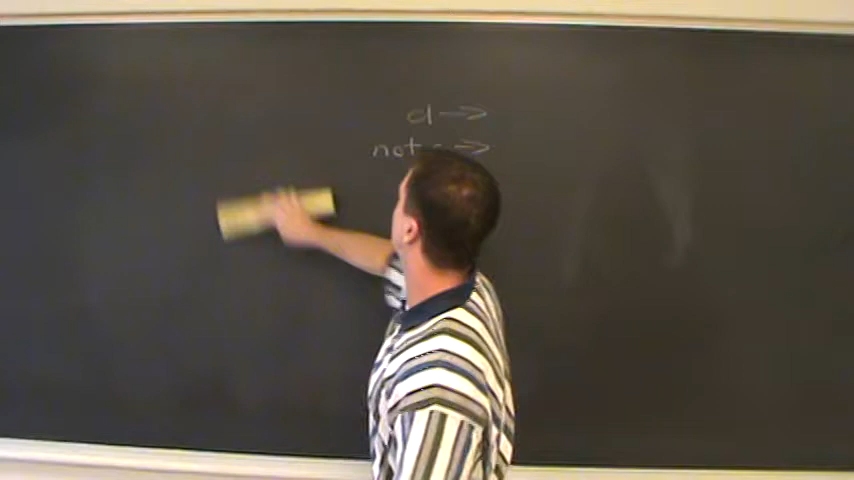 d →
not →